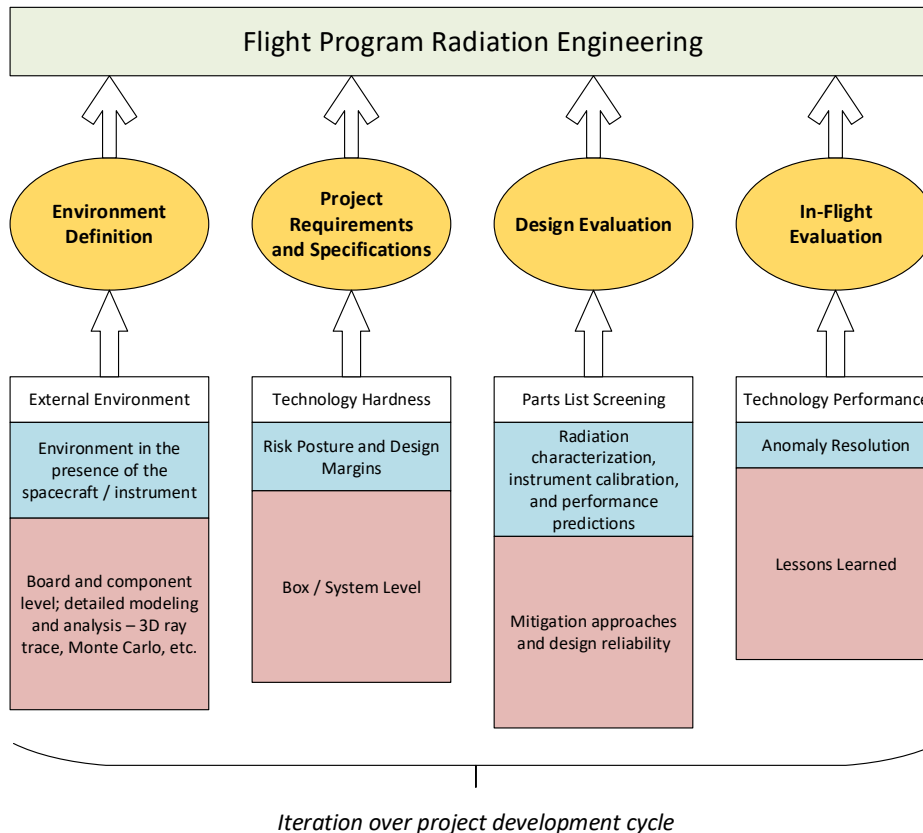 Flight Program Radiation Engineering
Environment
Definition
Project
Requirements
and Specifications
Design Evaluation
In-Flight
Evaluation
External Environment
Environment in the
presence of the
spacecraft / instrument
Board and component
level; detailed modeling
and analysis – 3D ray
trace, Monte Carlo, etc.
Technology Hardness
Risk Posture and Design
Margins
Box / System Level
Parts List Screening
Radiation
characterization,
instrument calibration,
and performance
predictions
Mitigation approaches
and design reliability
Technology Performance
Anomaly Resolution
Lessons Learned
Iteration over project development cycle